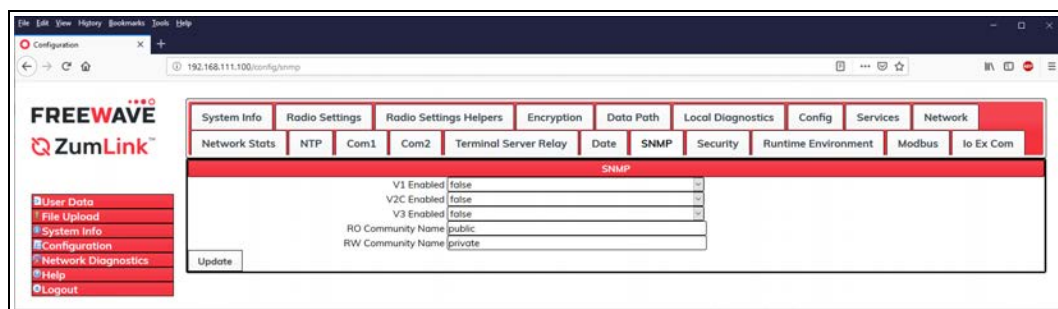 File Edit View History Bookmarks Tools Help
Configuration
192.168.111.100/config/snmp
FREEWAVE
ZumLink™
System Info Radio Settings Radio Settings Helpers Encryption Data Path Local Diagnostics Config Services Network
Network Stats NTP Com1 Com2 Terminal Server Relay Date SNMP Security Runtime Environment Modbus Io Ex Com
SNMP
V1 Enabled false
V2C Enabled false
V3 Enabled false
RO Community Name public
RW Community Name private
Update
User Data
File Upload
System Info
Configuration
Network Diagnostics
Help
Logout